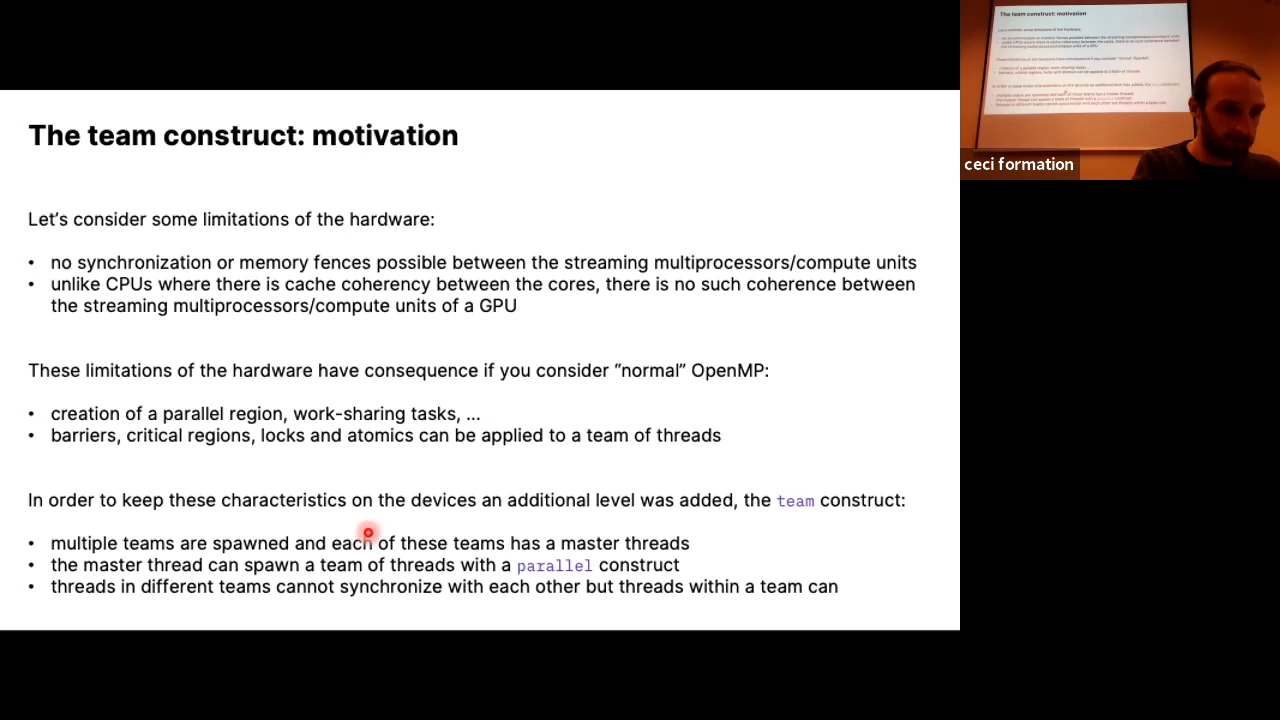 The team construct: motivation
Let’s consider some limitations of the hardware:
• no synchronization or memory fences possible between the streaming multiprocessors/compute units
• unlike CPUs where there is cache coherency between the cores, there is no such coherence between
the streaming multiprocessors/compute units of a GPU
These limitations of the hardware have consequence if you consider “normal” OpenMP:
• creation of a parallel region, work-sharing tasks, ...
• barriers, critical regions, locks and atomics can be applied to a team of threads
In order to keep these characteristics on the devices an additional level was added, the team construct:
• multiple teams are spawned and each of these teams has a master threads
• the master thread can spawn a team of threads with a parallel construct
• threads in different teams cannot synchronize with each other but threads within a team can
The team construct: motivation
ceci formation